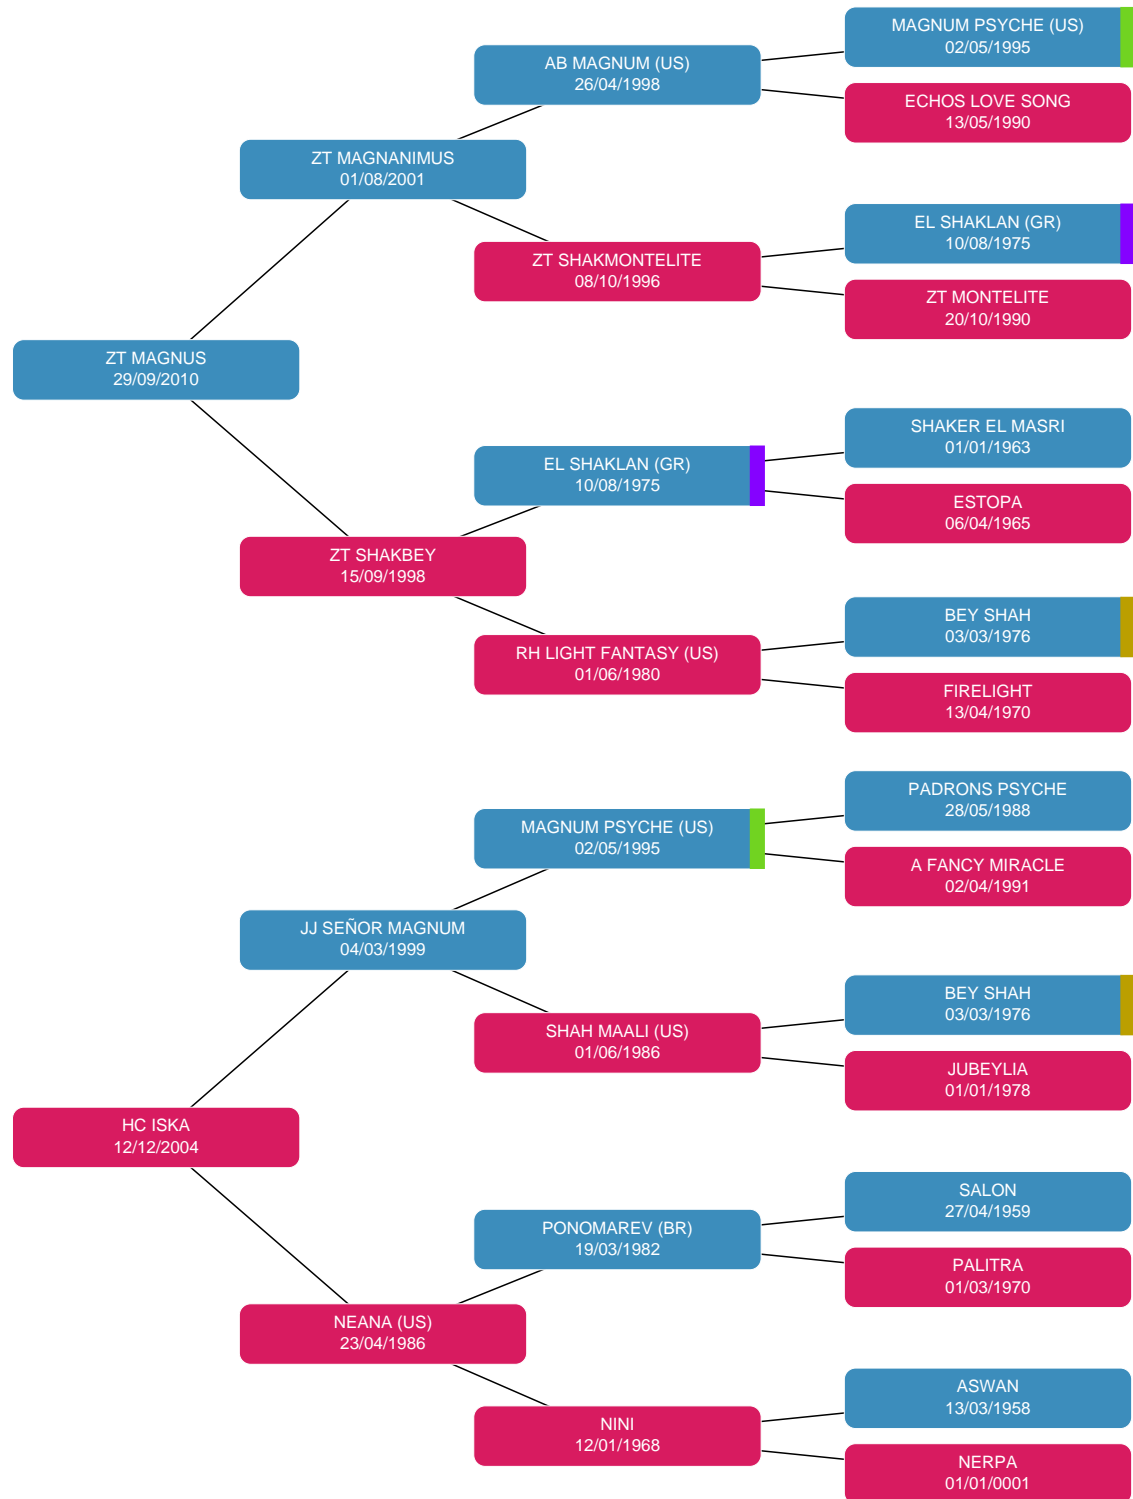 MAGNUM PSYCHE (US)
02/05/1995
AB MAGNUM (US)
26/04/1998
ECHOS LOVE SONG
13/05/1990
ZT MAGNANIMUS
01/08/2001
EL SHAKLAN (GR)
10/08/1975
ZT SHAKMONTELITE
08/10/1996
ZT MONTELITE
20/10/1990
ZT MAGNUS
29/09/2010
SHAKER EL MASRI
01/01/1963
EL SHAKLAN (GR)
10/08/1975
ESTOPA
06/04/1965
ZT SHAKBEY
15/09/1998
BEY SHAH
03/03/1976
RH LIGHT FANTASY (US)
01/06/1980
FIRELIGHT
13/04/1970
PADRONS PSYCHE
28/05/1988
MAGNUM PSYCHE (US)
02/05/1995
A FANCY MIRACLE
02/04/1991
JJ SEÑOR MAGNUM
04/03/1999
BEY SHAH
03/03/1976
SHAH MAALI (US)
01/06/1986
JUBEYLIA
01/01/1978
HC ISKA
12/12/2004
SALON
27/04/1959
PONOMAREV (BR)
19/03/1982
PALITRA
01/03/1970
NEANA (US)
23/04/1986
ASWAN
13/03/1958
NINI
12/01/1968
NERPA
01/01/0001